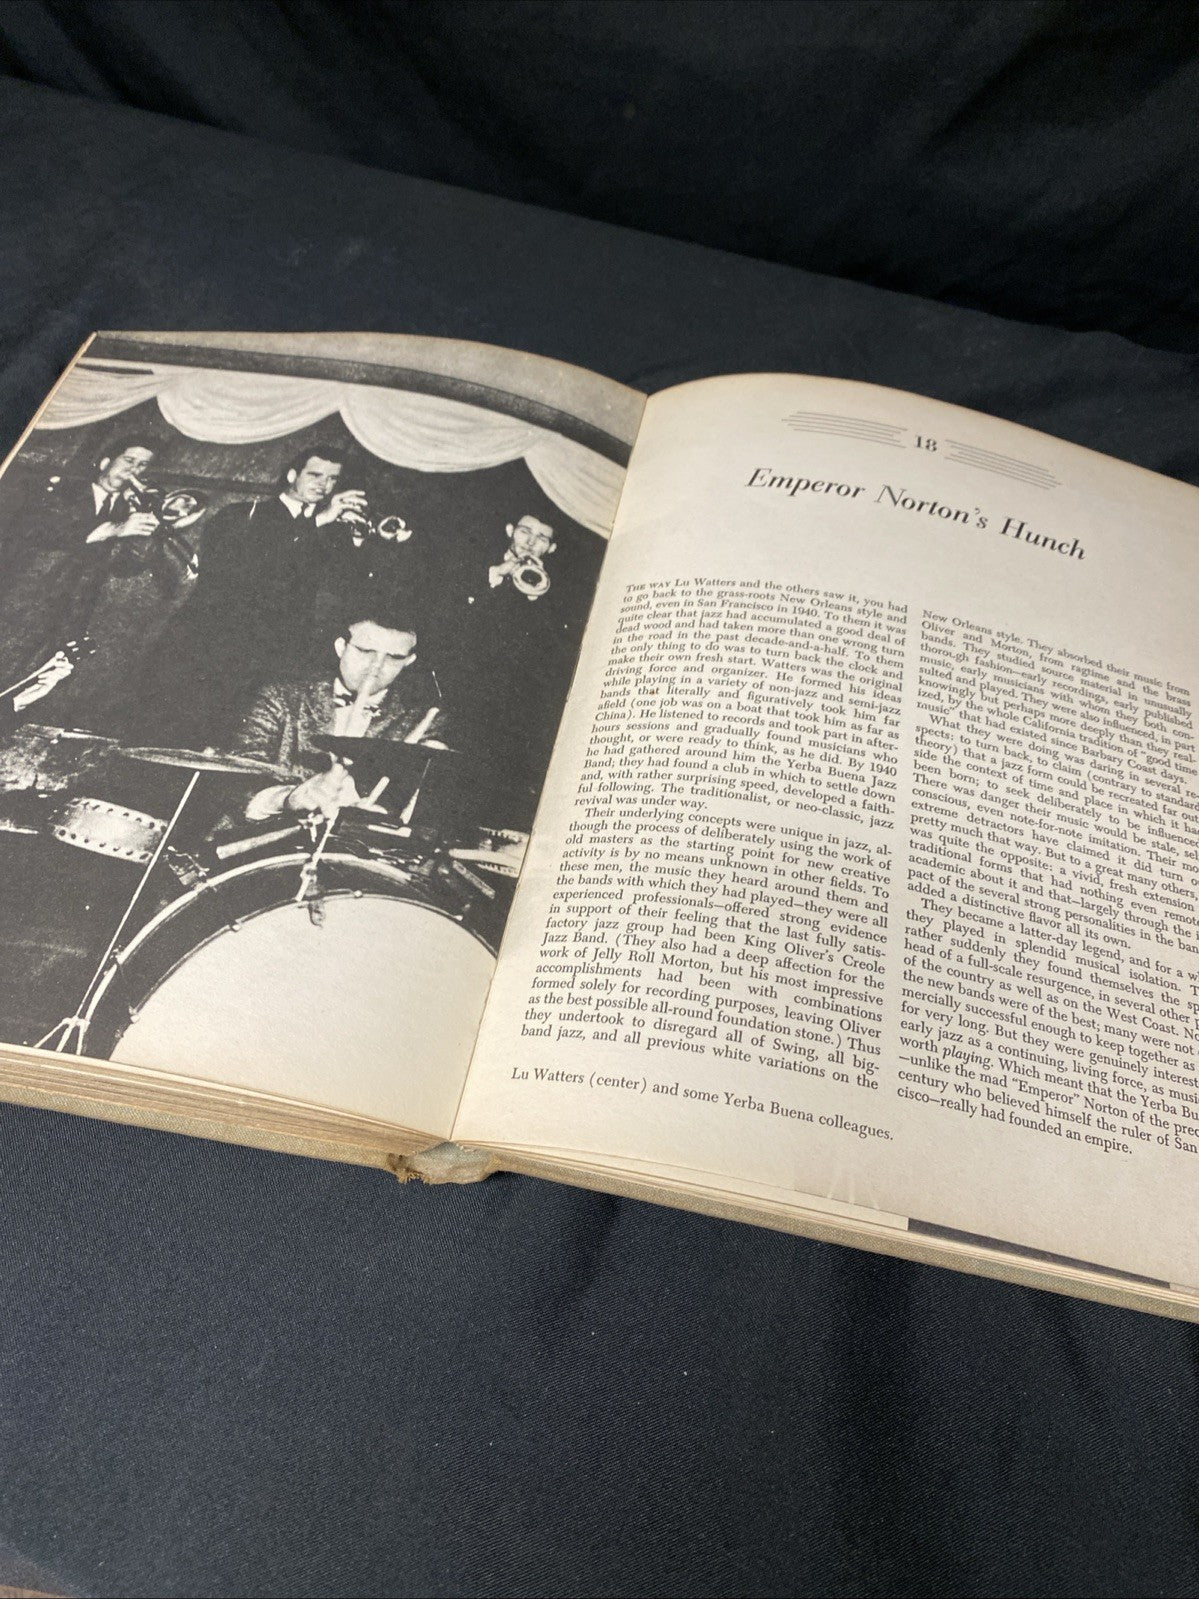 18
Emperor Norton's Hunch
THE WAY Lu Watters and the others saw it, you had
to go back to the grass-roots New Orleans style and
sound, even in San Francisco in 1940. To them it was
quite clear that jazz had accumulated a good deal of
dead wood and had taken more than one wrong turn
in the road in the past decade-and-a-half. To them
the only thing to do was to turn back the clock and
make their own fresh start. Watters was the original
driving force and organizer. He formed his ideas
while playing in a variety of non-jazz and semi-jazz
bands that literally and figuratively took him far
afield (one job was on a boat that took him as far as
China). He listened to records and took part in after-
hours sessions and gradually found musicians who
thought, or were ready to think, as he did. By 1940
he had gathered around him the Yerba Buena Jazz
Band; they had found a club in which to settle down
and, with rather surprising speed, developed a faith-
ful following. The traditionalist, or neo-classic, jazz
revival was under way.
Their underlying concepts were unique in jazz, al-
though the process of deliberately using the work of
old masters as the starting point for new creative
activity is by no means unknown in other fields. To
these men, the music they heard around them and
the bands with which they had played—they were all
experienced professionals—offered strong evidence
in support of their feeling that the last fully satis-
factory jazz group had been King Oliver's Creole
Jazz Band. (They also had a deep affection for the
work of Jelly Roll Morton, but his most impressive
accomplishments had been with combinations
formed solely for recording purposes, leaving Oliver
as the best possible all-round foundation stone.) Thus
they undertook to disregard all of Swing, all big-
band jazz, and all previous white variations on the
New Orleans style. They absorbed their music from
Oliver and Morton, from ragtime and the brass
bands. They studied source material in unusually
thorough fashion—early recordings, early published
music, early musicians with whom they both con-
sulted and played. They were also influenced, in part
knowingly but perhaps more deeply than they real-
ized, by the whole California tradition of "good time
music" that had existed since Barbary Coast days.
What they were doing was daring in several re-
spects: to turn back, to claim (contrary to standard
theory) that a jazz form could be recreated far out
side the context of time and place in which it had
been born; to seek deliberately to be influenced
There was danger their music would be stale, sel
conscious, even note-for-note imitation. Their mo
extreme detractors have claimed it did turn o
pretty much that way. But to a great many others,
was quite the opposite: a vivid, fresh extension
traditional forms that had nothing even remo
academic about it and that—largely through the i
pact of the several strong personalities in the ban
added a distinctive flavor all its own.
They became a latter-day legend, and for a w
they played in splendid musical isolation. T
rather suddenly they found themselves the sp
head of a full-scale resurgence, in several other p
of the country as well as on the West Coast. No
the new bands were of the best; many were not
mercially successful enough to keep together as
for very long. But they were genuinely interest
early jazz as a continuing, living force, as musi
worth playing. Which meant that the Yerba Bu
—unlike the mad "Emperor" Norton of the prec
century who believed himself the ruler of San
cisco—really had founded an empire.
Lu Watters (center) and some Yerba Buena colleagues.